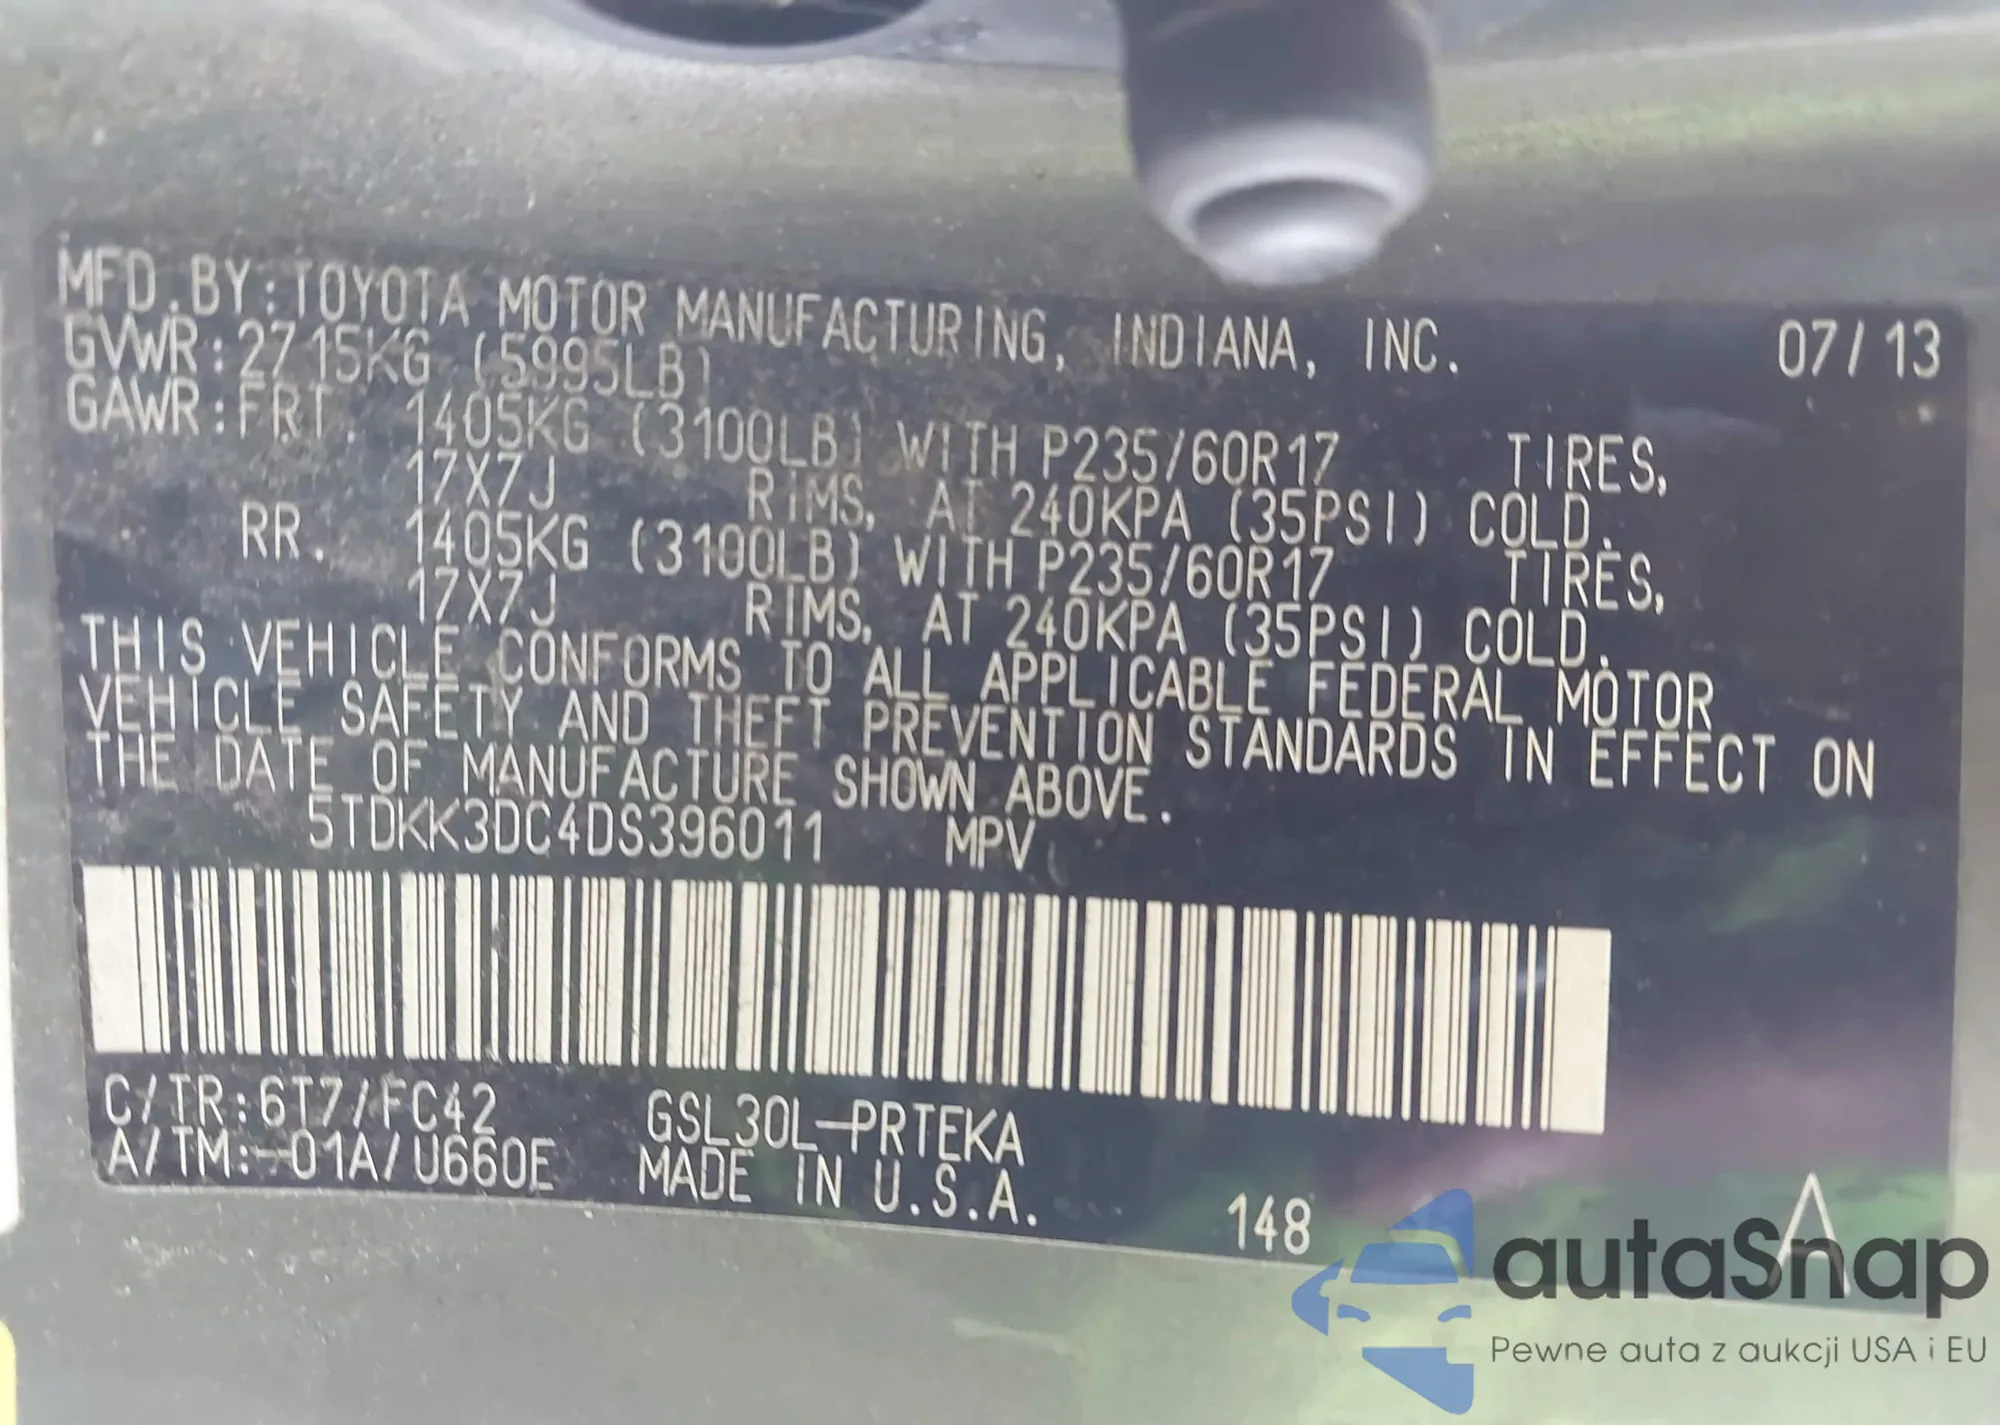 MFD.BY:TOYOTA MOTOR MANUFACTURING, INDIANA, INC. 07/13
GVWR:2715KG (5995LB)
GAWR:FRT. 1405KG (3100LB) WITH P235/60R17 TIRES,
17X7J RIMS, AT 240KPA (35PSI) COLD.
RR. 1405KG (3100LB) WITH P235/60R17 TIRES,
17X7J RIMS, AT 240KPA (35PSI) COLD.
THIS VEHICLE CONFORMS TO ALL APPLICABLE FEDERAL MOTOR
VEHICLE SAFETY AND THEFT PREVENTION STANDARDS IN EFFECT ON
THE DATE OF MANUFACTURE SHOWN ABOVE.
5TDKK3DC4DS396011 MPV
C/TR:6T7/FC42 GSL30L-PRTEKA
A/TM:-01A/U660E MADE IN U.S.A.
148 A
autaSnap
Pewne auta z aukcji USA i EU